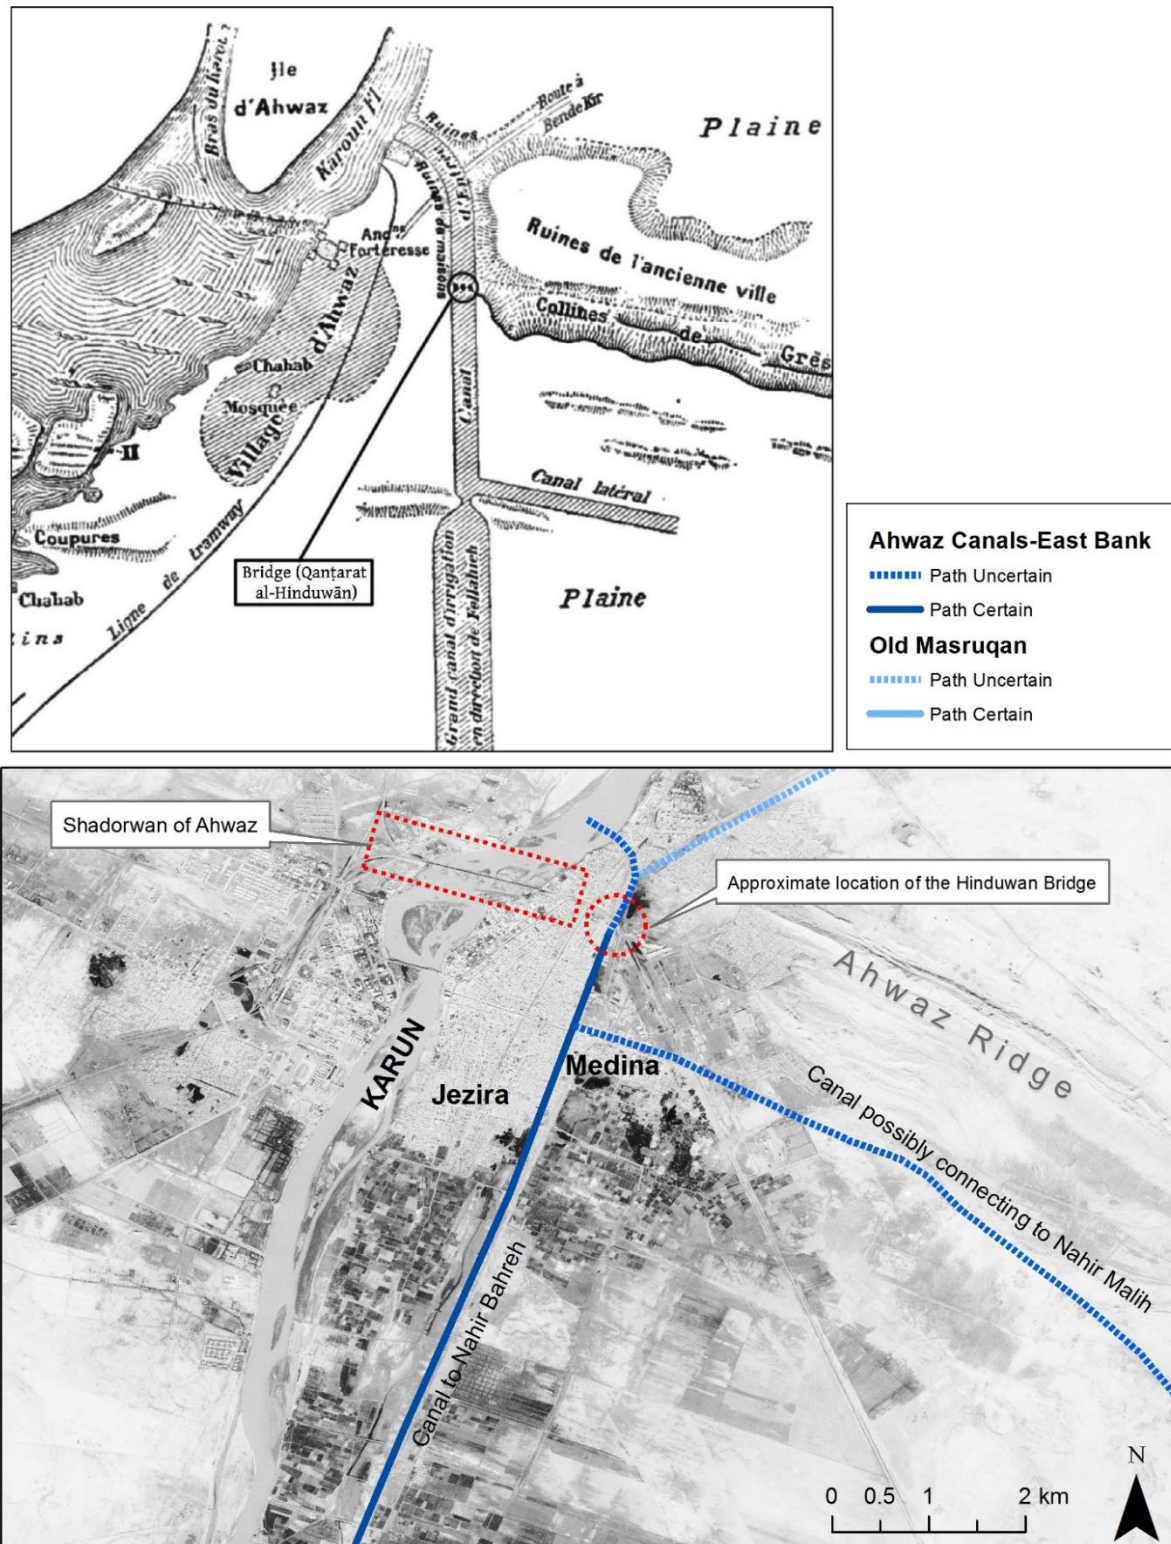 Île
d'Ahwaz
Bras du Karoun
Karoun Fl.
Ruines
Route à
Bende Kir
Plaine
Ruines de maisons
Anc.ne
Forteresse
Ruines de l'ancienne ville
Collines de Grès
Chahab
Mosquée
Village d'Ahwaz
Canal
II
Canal latéral
Coupures
Ligne de tramway
Bridge (Qanṭarat
al-Hinduwān)
Chahab
Plaine
Grand canal d'irrigation
en direction de Fellahieh
Ahwaz Canals-East Bank
Path Uncertain
Path Certain
Old Masruqan
Path Uncertain
Path Certain
Shadorwan of Ahwaz
Approximate location of the Hinduwan Bridge
Ahwaz Ridge
KARUN
Jezira
Medina
Canal possibly connecting to Nahir Malih
Canal to Nahir Bahreh
N
0 0.5 1 2 km